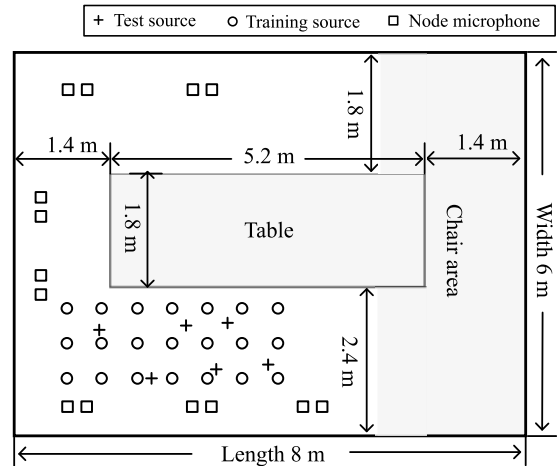 Test source
Training source
Node microphone
1.8 m
1.4 m
5.2 m
1.4 m
1.8 m
Table
Chair area
Width 6 m
2.4 m
Length 8 m